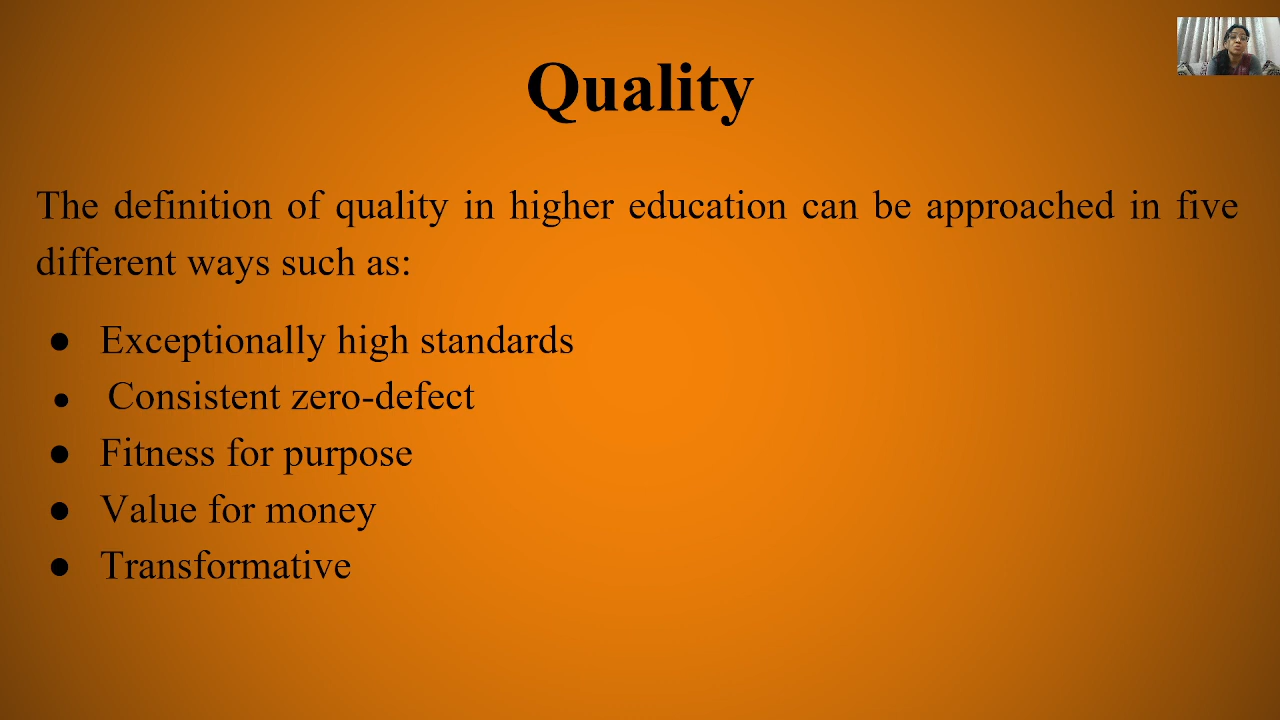 Quality
The definition of quality in higher education can be approached in five
different ways such as:
● Exceptionally high standards
● Consistent zero-defect
● Fitness for purpose
● Value for money
● Transformative